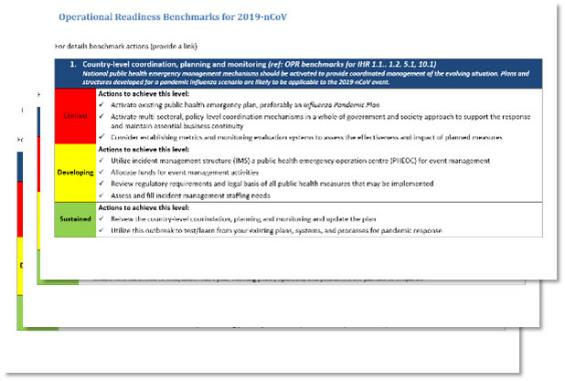 Operational Readiness Benchmarks for 2019-nCoV
For details benchmark actions (provide a link)
1. Country-level coordination, planning and monitoring (ref: OPR benchmarks for IHR 1.1., 1.2, 5.1, 10.1)
National public health emergency management mechanisms should be activated to provide coordinated management of the evolving situation. Plans and
structures developed for a pandemic influenza scenario are likely to be applicable to the 2019-nCoV event.
Limited
Actions to achieve this level:
✓ Activate existing public health emergency plan, preferably an Influenza Pandemic Plan
✓ Activate multi-sectoral, policy-level coordination mechanisms in a whole of government and society approach to support the response
and maintain essential business continuity
✓ Consider establishing metrics and monitoring evaluation systems to assess the effectiveness and impact of planned measures
Developing
Actions to achieve this level:
✓ Utilize incident management structure (IMS) a public health emergency operation centre (PHEOC) for event management
✓ Allocate funds for event management activities
✓ Review regulatory requirements and legal basis of all public health measures that may be implemented
✓ Assess and fill incident management staffing needs
Sustained
Actions to achieve this level:
✓ Reivew the country-level coorindation, planning and monitoring and update the plan
✓ Utilize this outbreak to test/learn from your existing plans, systems, and processes for pandemic response